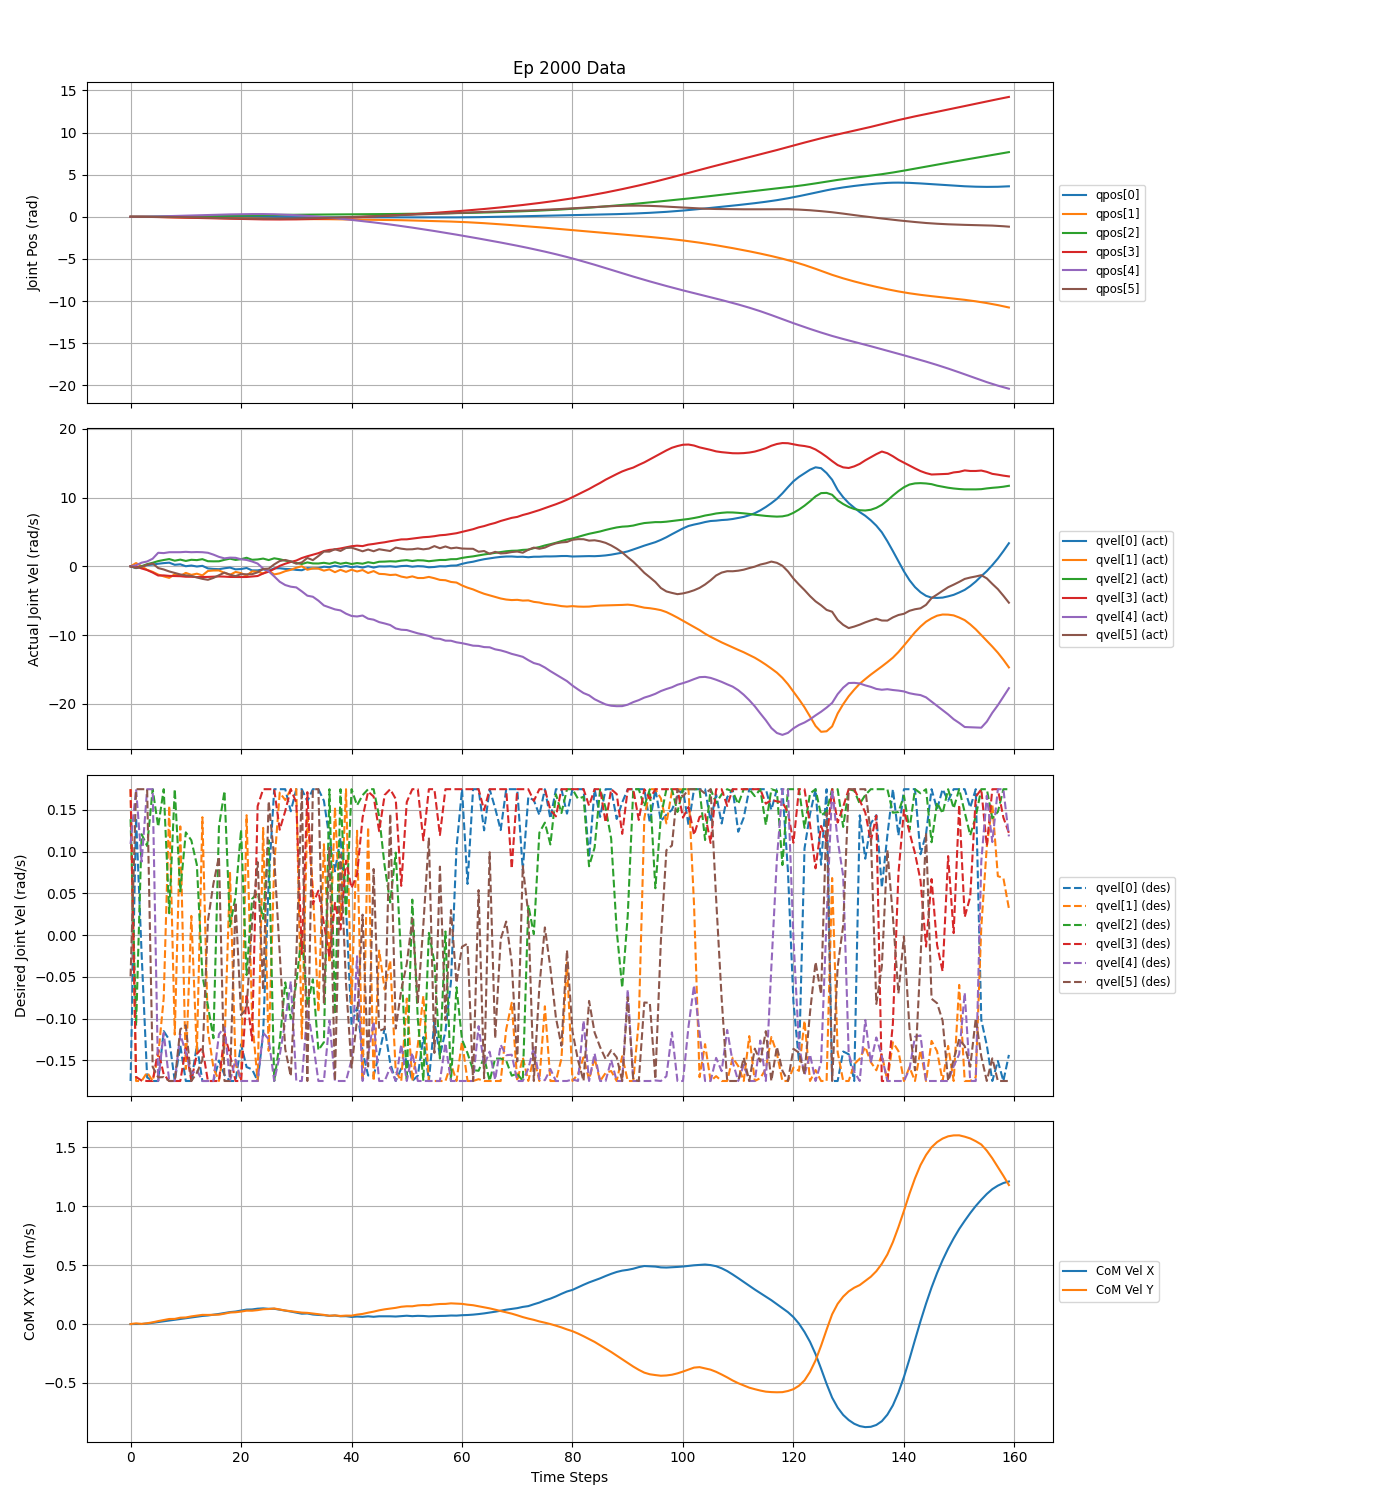 Ep 2000 Data
15
10
5
0
−5
−10
−15
−20
Joint Pos (rad)
qpos[0]
qpos[1]
qpos[2]
qpos[3]
qpos[4]
qpos[5]
20
10
0
−10
−20
Actual Joint Vel (rad/s)
qvel[0] (act)
qvel[1] (act)
qvel[2] (act)
qvel[3] (act)
qvel[4] (act)
qvel[5] (act)
0.15
0.10
0.05
0.00
−0.05
−0.10
−0.15
Desired Joint Vel (rad/s)
qvel[0] (des)
qvel[1] (des)
qvel[2] (des)
qvel[3] (des)
qvel[4] (des)
qvel[5] (des)
1.5
1.0
0.5
0.0
−0.5
CoM XY Vel (m/s)
CoM Vel X
CoM Vel Y
0 20 40 60 80 100 120 140 160
Time Steps